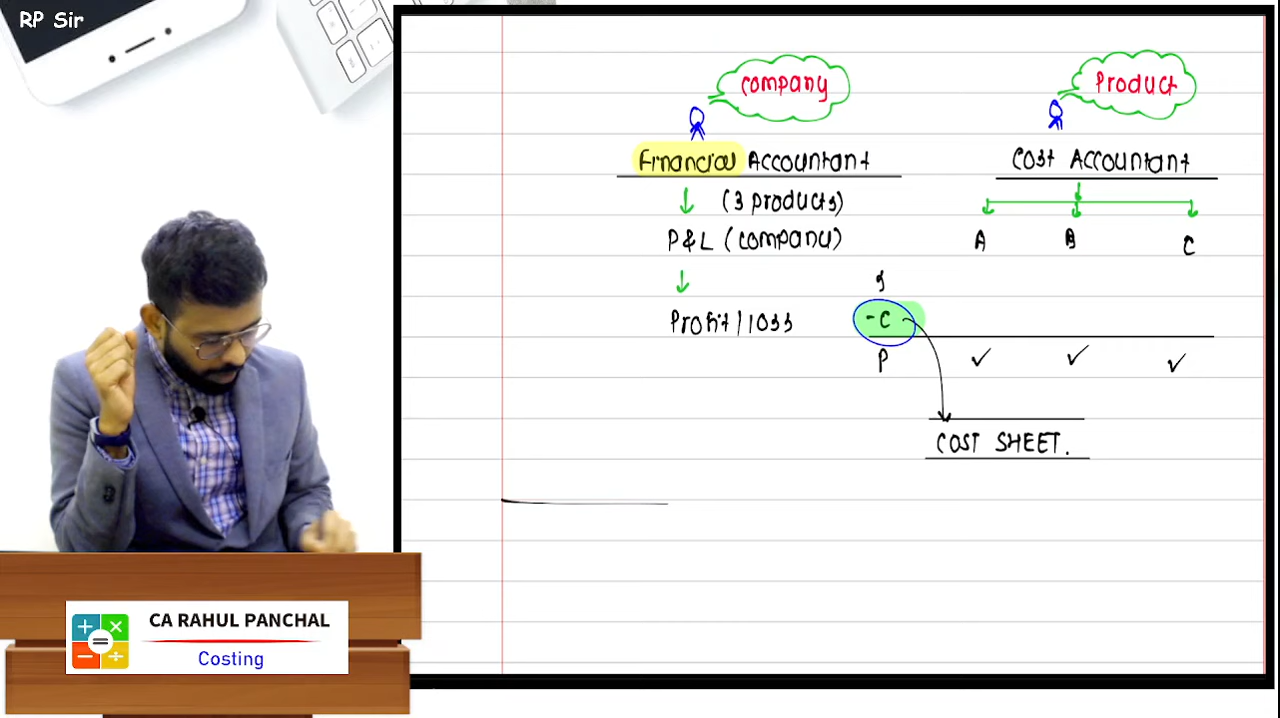 RP Sir
Company
Product
Financial Accountant
Cost Accountant
(3 products)
P&L (company)
A B C
S
Profit/loss
-C
P
COST SHEET.
CA RAHUL PANCHAL
Costing